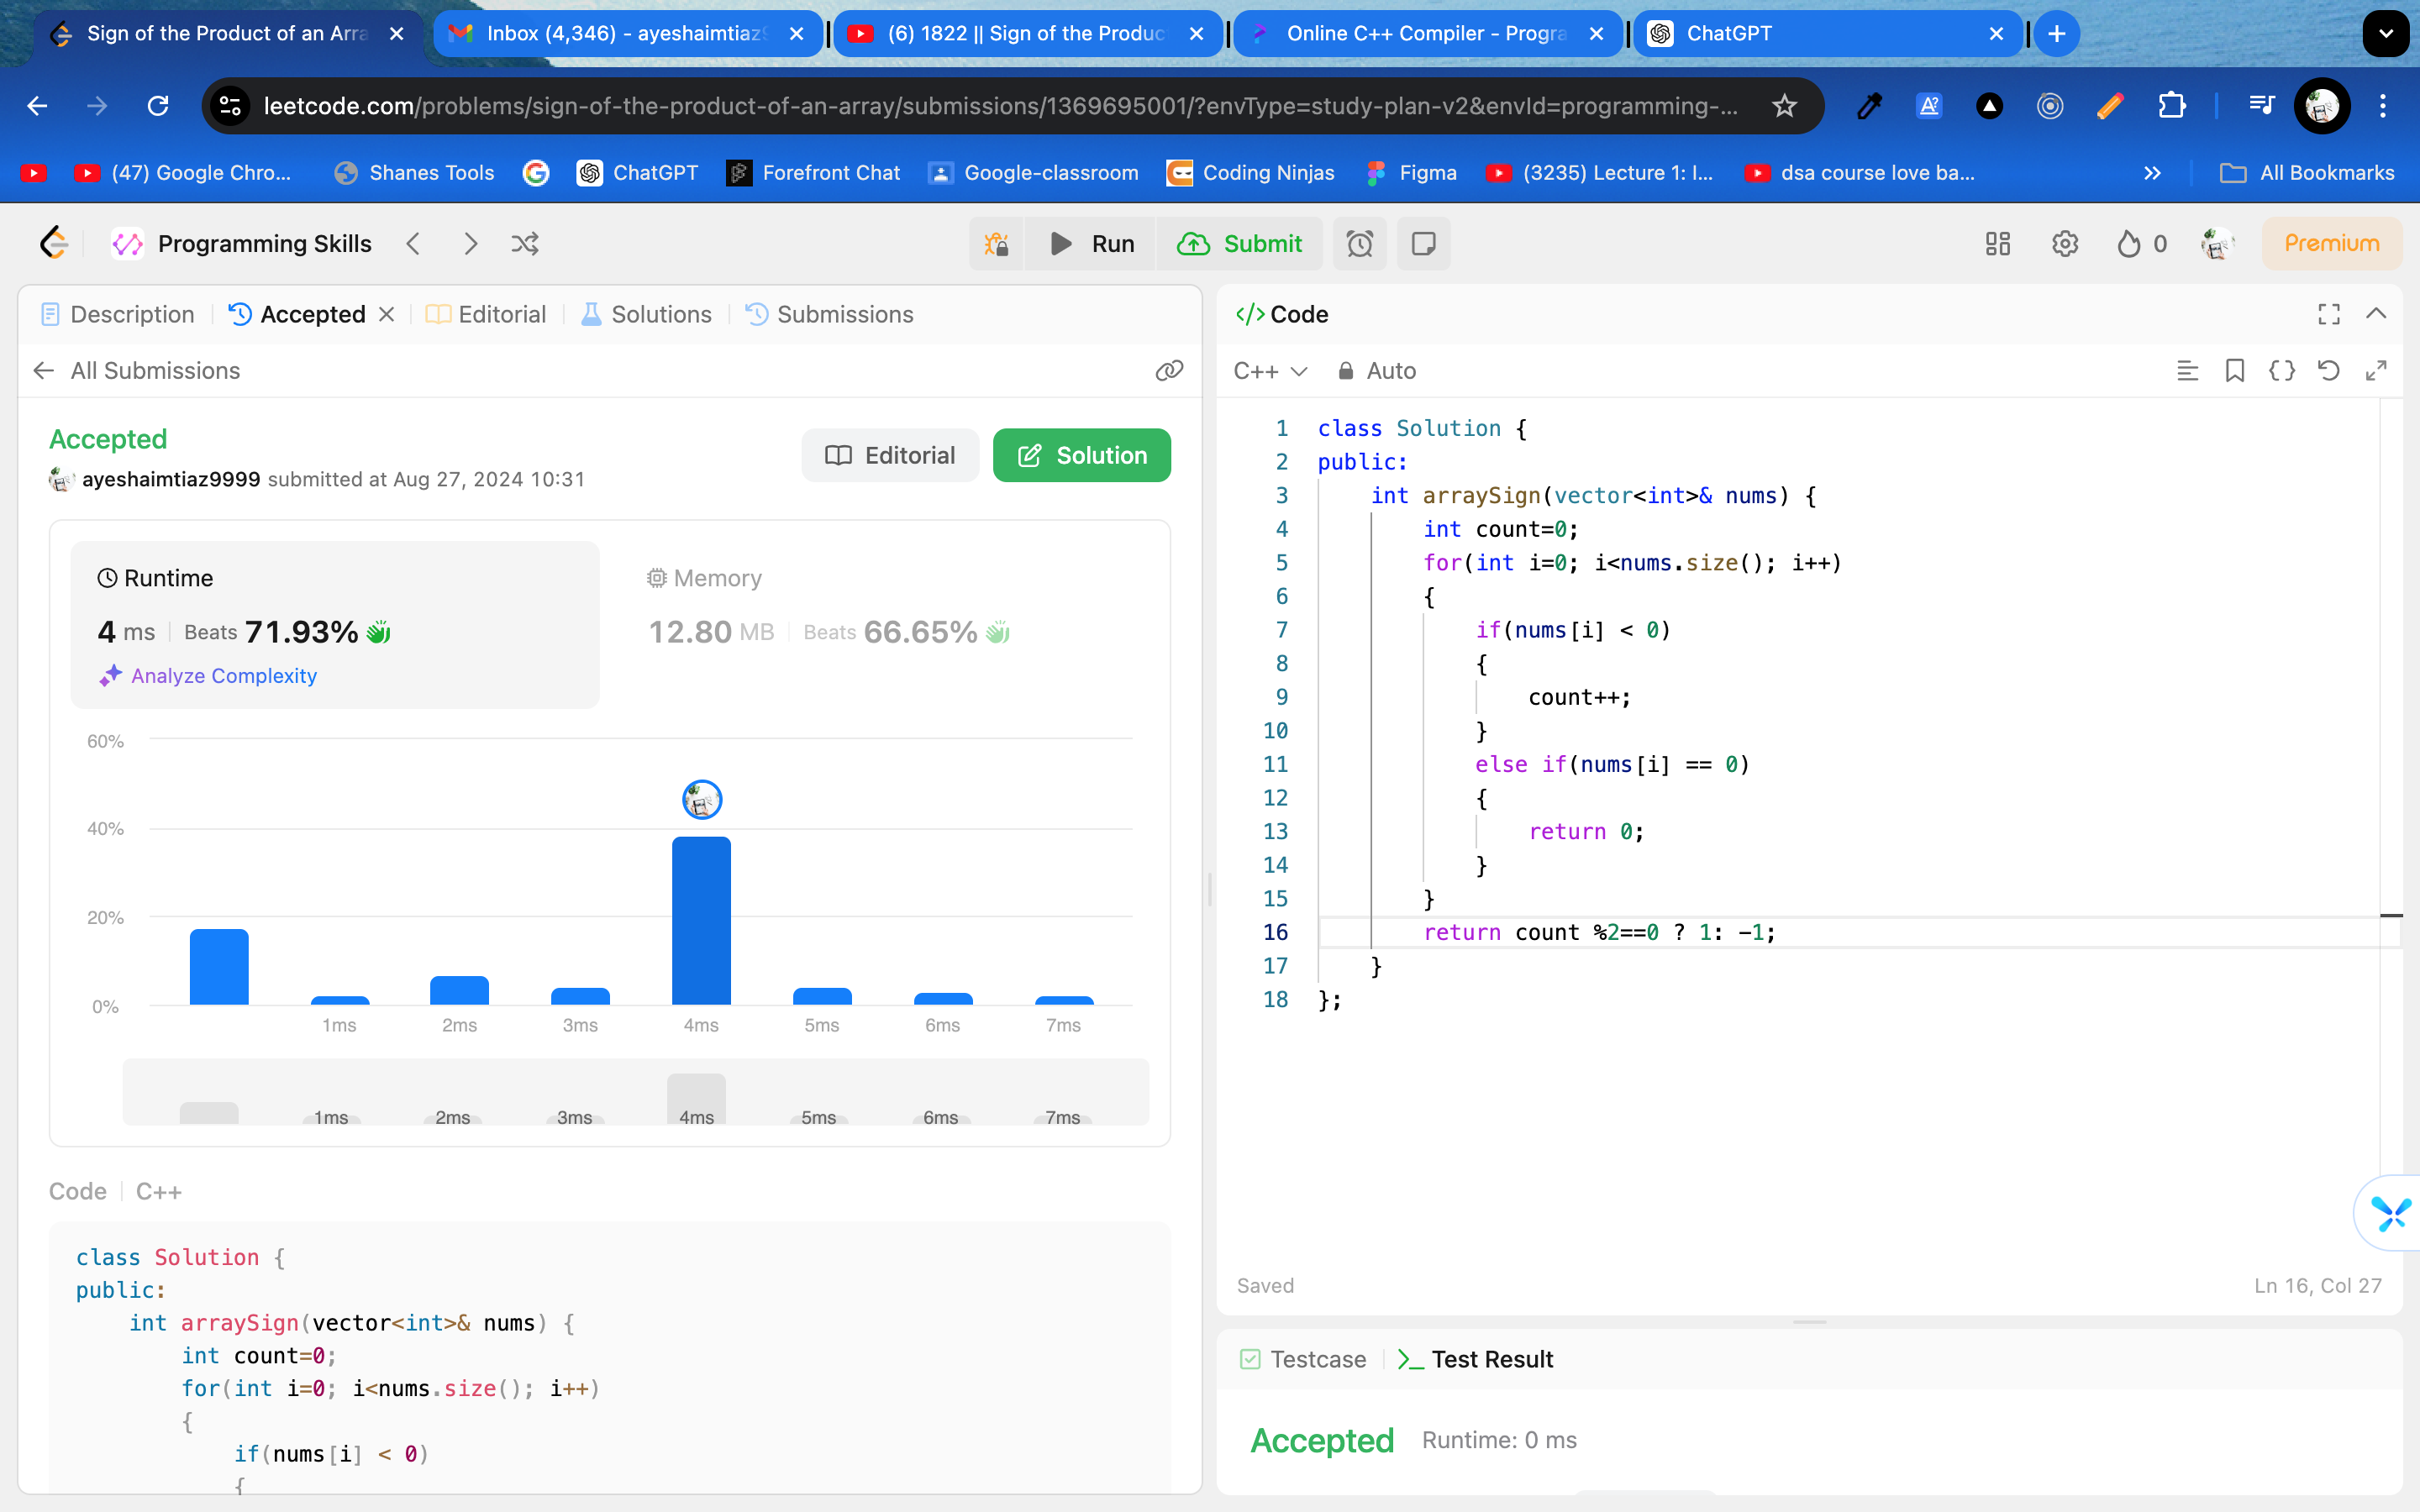 Sign of the Product of an Arra
Inbox (4,346) - ayeshaimtiaz9
(6) 1822 || Sign of the Produc
Online C++ Compiler - Progra
ChatGPT
leetcode.com/problems/sign-of-the-product-of-an-array/submissions/1369695001/?envType=study-plan-v2&envId=programming-...
(47) Google Chro...
Shanes Tools
ChatGPT
Forefront Chat
Google-classroom
Coding Ninjas
Figma
(3235) Lecture 1: I...
dsa course love ba...
All Bookmarks
Programming Skills
Run
Submit
0
Premium
Description
Accepted
Editorial
Solutions
Submissions
All Submissions
Accepted
ayeshaimtiaz9999 submitted at Aug 27, 2024 10:31
Editorial
Solution
Runtime
4 ms | Beats 71.93%
Analyze Complexity
Memory
12.80 MB | Beats 66.65%
60%
40%
20%
0%
1ms 2ms 3ms 4ms 5ms 6ms 7ms
1ms 2ms 3ms 4ms 5ms 6ms 7ms
Code | C++
class Solution {
public:
    int arraySign(vector<int>& nums) {
        int count=0;
        for(int i=0; i<nums.size(); i++)
        {
            if(nums[i] < 0)
            {
</> Code
C++
Auto
1 class Solution {
2 public:
3     int arraySign(vector<int>& nums) {
4         int count=0;
5         for(int i=0; i<nums.size(); i++)
6         {
7             if(nums[i] < 0)
8             {
9                 count++;
10             }
11             else if(nums[i] == 0)
12             {
13                 return 0;
14             }
15         }
16         return count %2==0 ? 1: -1;
17     }
18 };
Saved
Ln 16, Col 27
Testcase
Test Result
Accepted
Runtime: 0 ms